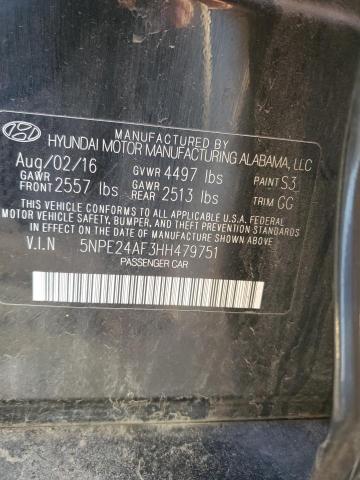 MANUFACTURED BY
HYUNDAI MOTOR MANUFACTURING ALABAMA, LLC
Aug/02/16 GVWR 4497 lbs PAINT S3
GAWR FRONT 2557 lbs GAWR REAR 2513 lbs TRIM GG
THIS VEHICLE CONFORMS TO ALL APPLICABLE U.S.A. FEDERAL
MOTOR VEHICLE SAFETY, BUMPER, AND THEFT PREVENTION
STANDARDS IN EFFECT ON THE DATE OF MANUFACTURE SHOWN ABOVE.
V.I.N 5NPE24AF3HH479751
PASSENGER CAR